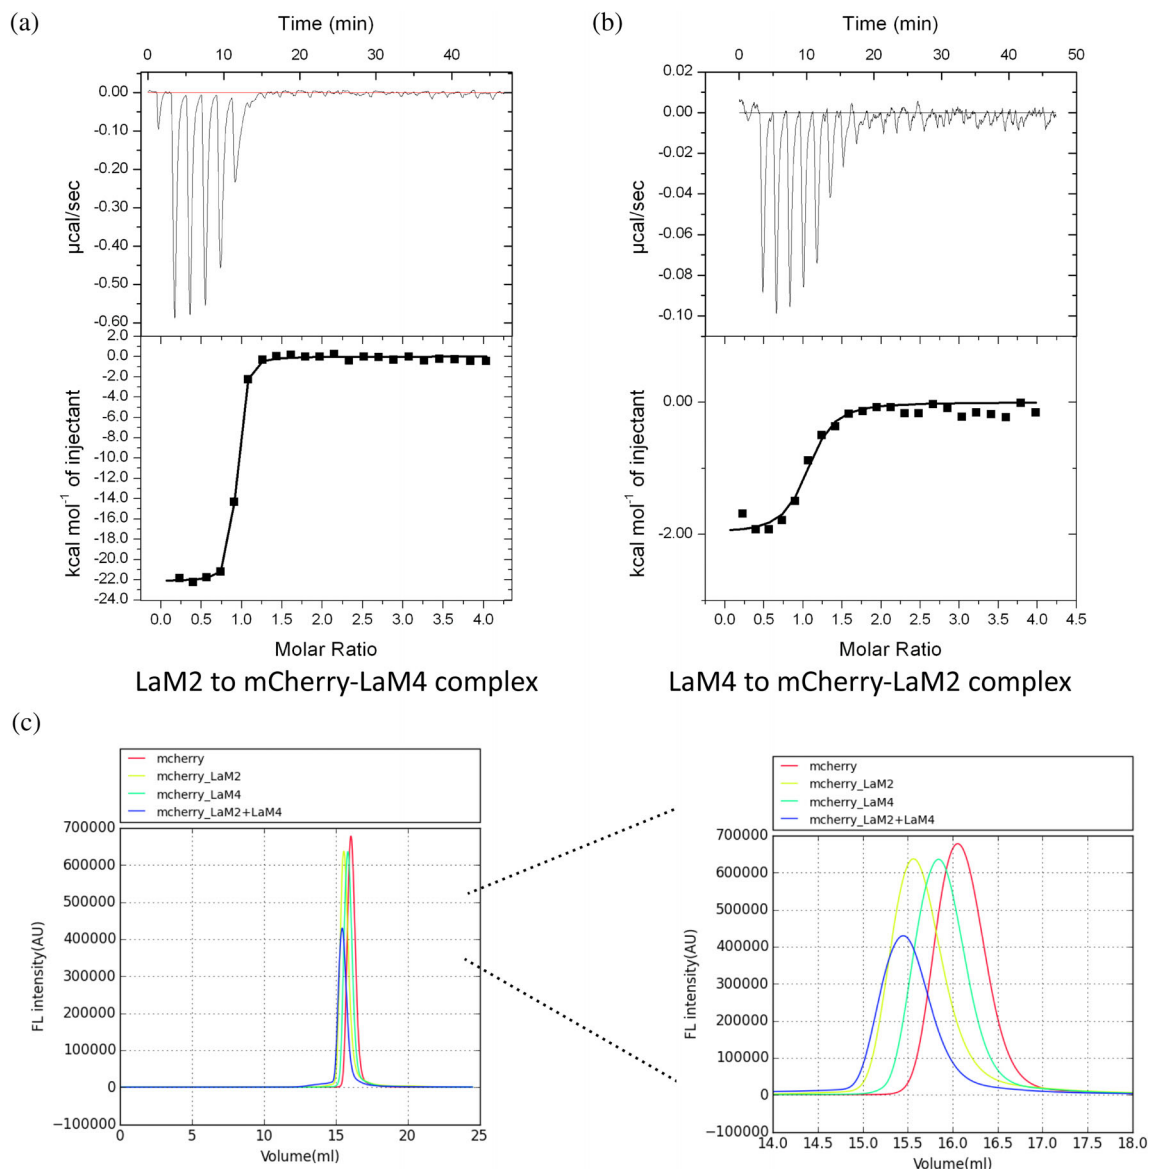 (a)
Time (min)
0 10 20 30 40
0.00
-0.10
-0.20
-0.30
-0.40
-0.50
-0.60
µcal/sec
2.0
0.0
-2.0
-4.0
-6.0
-8.0
-10.0
-12.0
-14.0
-16.0
-18.0
-20.0
-22.0
-24.0
kcal mol⁻¹ of injectant
0.0 0.5 1.0 1.5 2.0 2.5 3.0 3.5 4.0
Molar Ratio
LaM2 to mCherry-LaM4 complex
(b)
Time (min)
0 10 20 30 40 50
0.02
0.00
-0.02
-0.04
-0.06
-0.08
-0.10
µcal/sec
0.00
-2.00
kcal mol⁻¹ of injectant
0.0 0.5 1.0 1.5 2.0 2.5 3.0 3.5 4.0 4.5
Molar Ratio
LaM4 to mCherry-LaM2 complex
(c)
mcherry
mcherry_LaM2
mcherry_LaM4
mcherry_LaM2+LaM4
700000
600000
500000
400000
300000
200000
100000
0
−100000
FL intensity(AU)
0 5 10 15 20 25
Volume(ml)
mcherry
mcherry_LaM2
mcherry_LaM4
mcherry_LaM2+LaM4
700000
600000
500000
400000
300000
200000
100000
0
−100000
FL intensity(AU)
14.0 14.5 15.0 15.5 16.0 16.5 17.0 17.5 18.0
Volume(ml)